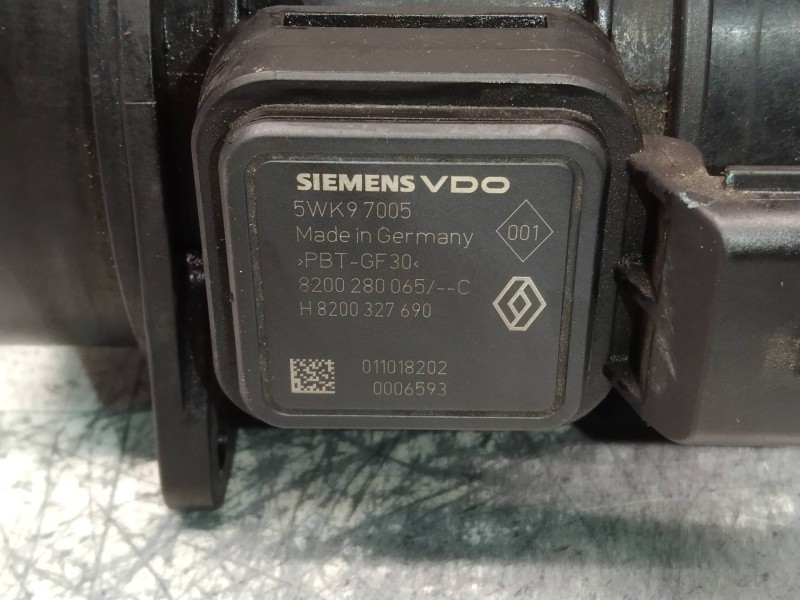 SIEMENS VDO
5WK9 7005
Made in Germany
001
>PBT-GF30<
8200 280 065/--C
H 8200 327 690
011018202
0006593